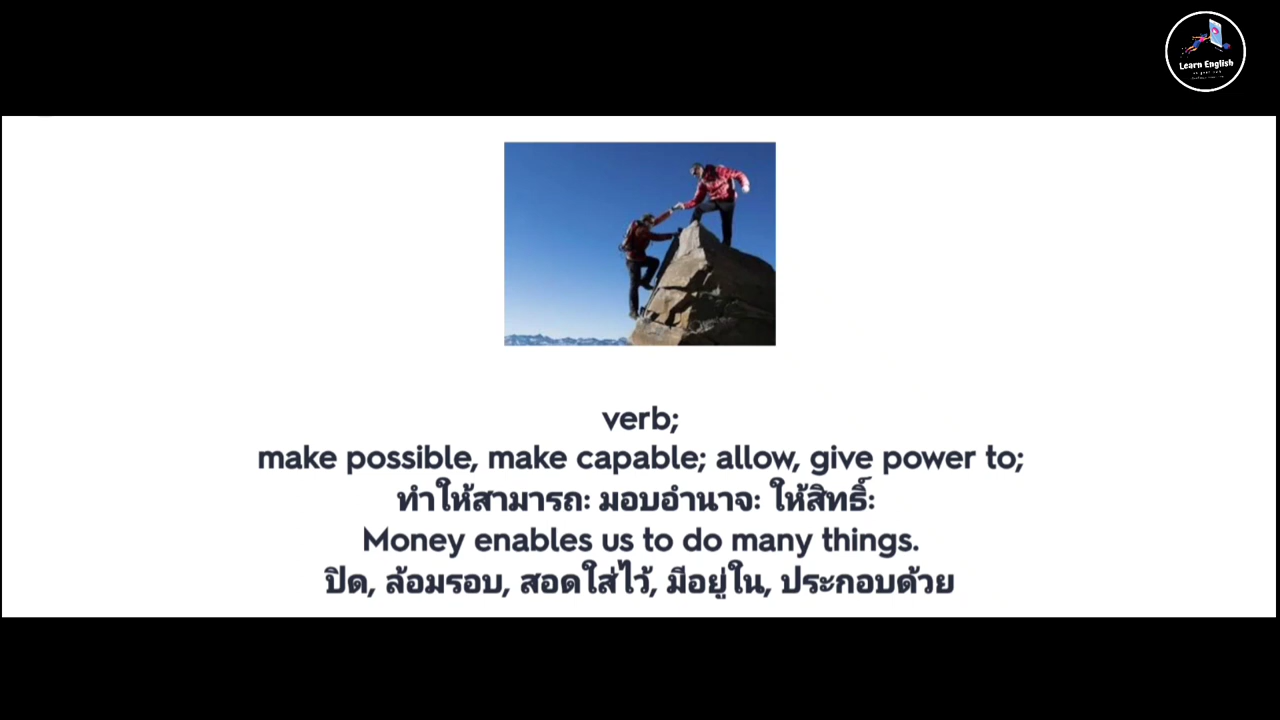 Learn English
verb;
make possible, make capable; allow, give power to;
ทำให้สามารถ: มอบอำนาจ: ให้สิทธิ์:
Money enables us to do many things.
ปิด, ล้อมรอบ, สอดใส่ไว้, มีอยู่ใน, ประกอบด้วย